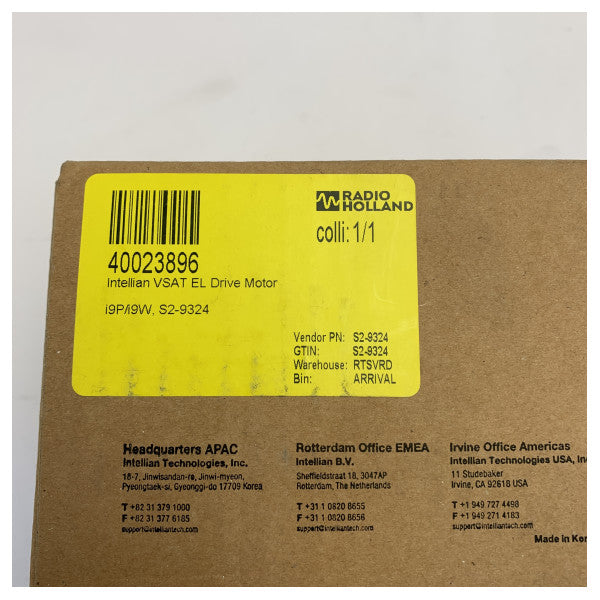 RADIO
HOLLAND
colli: 1/1
40023896
Intellian VSAT EL Drive Motor
i9P/i9W, S2-9324
Vendor PN: S2-9324
GTIN: S2-9324
Warehouse: RTSVRD
Bin: ARRIVAL
Headquarters APAC
Intellian Technologies, Inc.
18-7, Jinwisandan-ro, Jinwi-myeon,
Pyeongtaek-si, Gyeonggi-do 17709 Korea
T +82 31 379 1000
F +82 31 377 6185
support@intelliantech.com
Rotterdam Office EMEA
Intellian B.V.
Sheffieldstraat 18, 3047AP
Rotterdam, The Netherlands
T +31 1 0820 8655
F +31 1 0820 8656
support@intelliantech.com
Irvine Office Americas
Intellian Technologies USA, Inc
11 Studebaker
Irvine, CA 92618 USA
T +1 949 727 4498
F +1 949 271 4183
support@intelliantech.com
Made in Kor